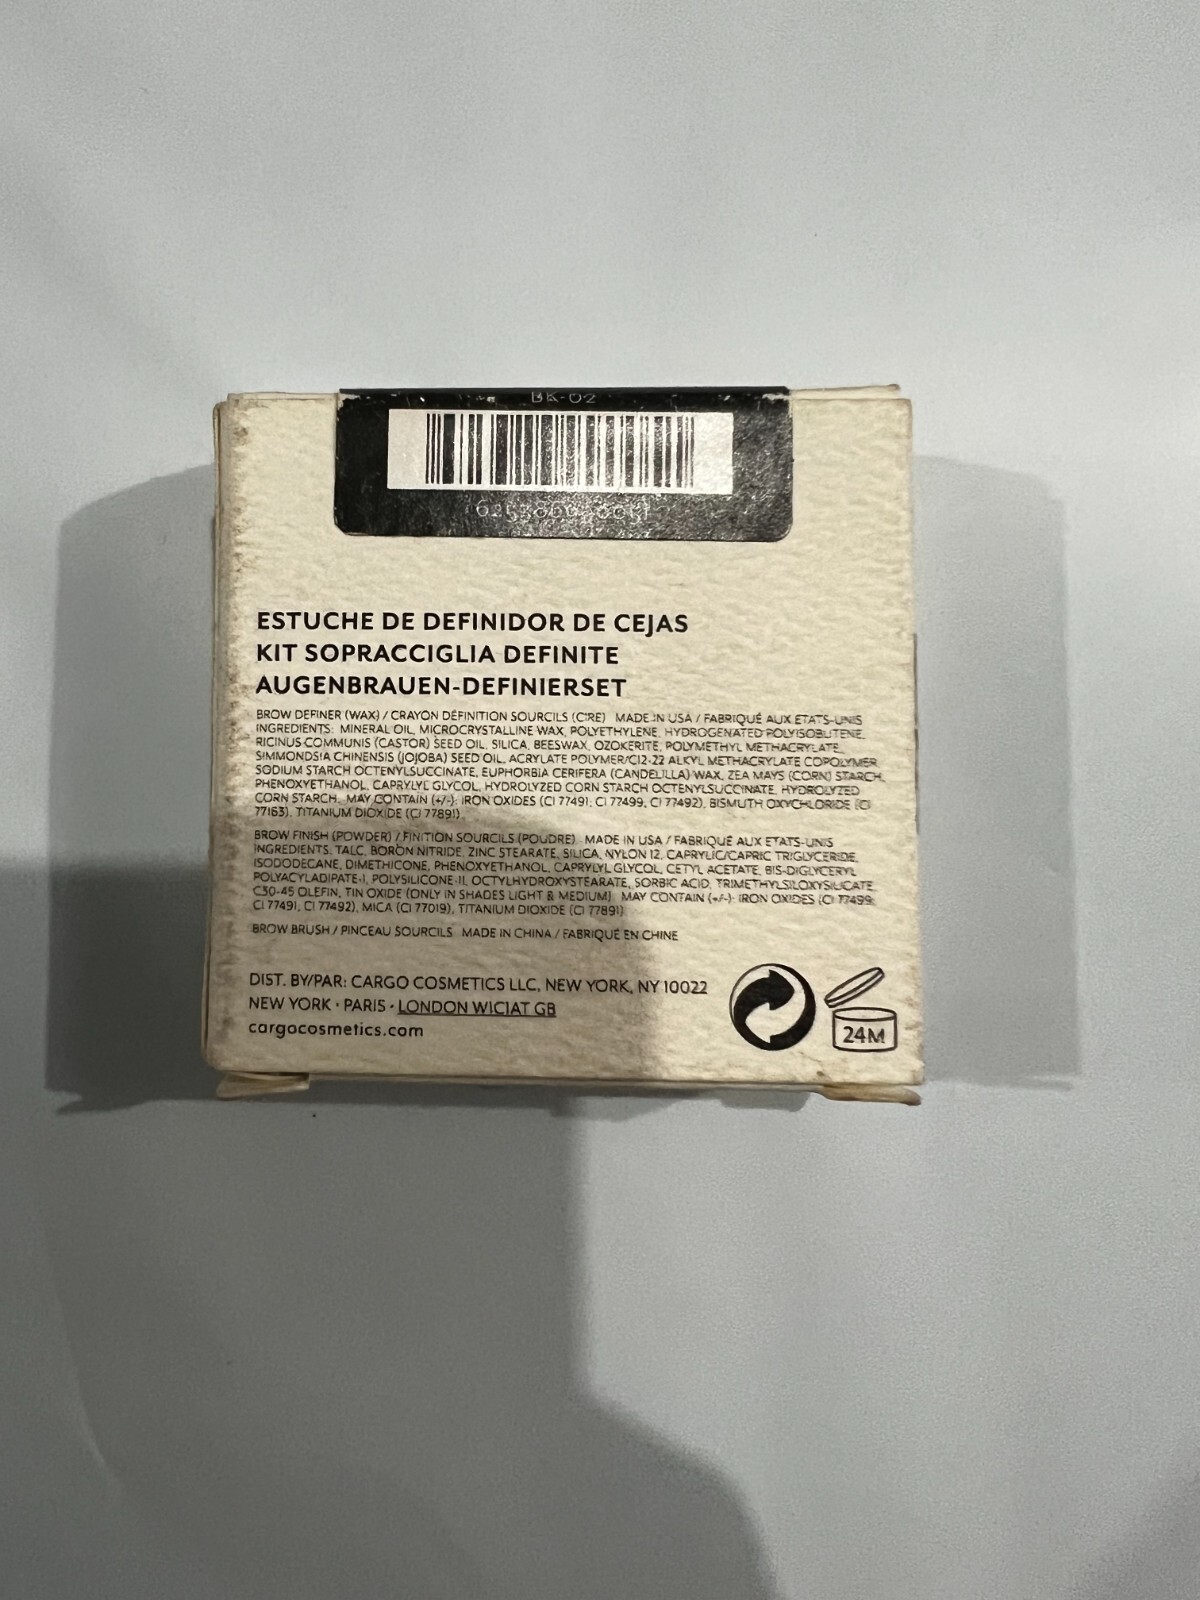 BK-02
ESTUCHE DE DEFINIDOR DE CEJAS
KIT SOPRACCIGLIA DEFINITE
AUGENBRAUEN-DEFINIERSET
BROW DEFINER (WAX) / CRAYON DÉFINITION SOURCILS (CIRE) MADE IN USA / FABRIQUÉ AUX ÉTATS-UNIS
INGREDIENTS: MINERAL OIL, MICROCRYSTALLINE WAX, POLYETHYLENE, HYDROGENATED POLYISOBUTENE,
RICINUS COMMUNIS (CASTOR) SEED OIL, SILICA, BEESWAX, OZOKERITE, POLYMETHYL METHACRYLATE,
SIMMONDSIA CHINENSIS (JOJOBA) SEED OIL, ACRYLATE POLYMER/C12-22 ALKYL METHACRYLATE COPOLYMER,
SODIUM STARCH OCTENYLSUCCINATE, EUPHORBIA CERIFERA (CANDELILLA) WAX, ZEA MAYS (CORN) STARCH,
PHENOXYETHANOL, CAPRYLYL GLYCOL, HYDROLYZED CORN STARCH OCTENYLSUCCINATE, HYDROLYZED
CORN STARCH. MAY CONTAIN (+/-): IRON OXIDES (CI 77491, CI 77499, CI 77492), BISMUTH OXYCHLORIDE (CI
77163), TITANIUM DIOXIDE (CI 77891).
BROW FINISH (POWDER) / FINITION SOURCILS (POUDRE) MADE IN USA / FABRIQUÉ AUX ÉTATS-UNIS
INGREDIENTS: TALC, BORON NITRIDE, ZINC STEARATE, SILICA, NYLON 12, CAPRYLIC/CAPRIC TRIGLYCERIDE,
ISODODECANE, DIMETHICONE, PHENOXYETHANOL, CAPRYLYL GLYCOL, CETYL ACETATE, BIS-DIGLYCERYL
POLYACYLADIPATE-1, POLYSILICONE-11, OCTYLHYDROXYSTEARATE, SORBIC ACID, TRIMETHYLSILOXYSILICATE,
C30-45 OLEFIN, TIN OXIDE (ONLY IN SHADES LIGHT & MEDIUM). MAY CONTAIN (+/-): IRON OXIDES (CI 77499,
CI 77491, CI 77492), MICA (CI 77019), TITANIUM DIOXIDE (CI 77891)
BROW BRUSH / PINCEAU SOURCILS MADE IN CHINA / FABRIQUÉ EN CHINE
DIST. BY/PAR: CARGO COSMETICS LLC, NEW YORK, NY 10022
NEW YORK · PARIS · LONDON W1C1AT GB
cargocosmetics.com
24M